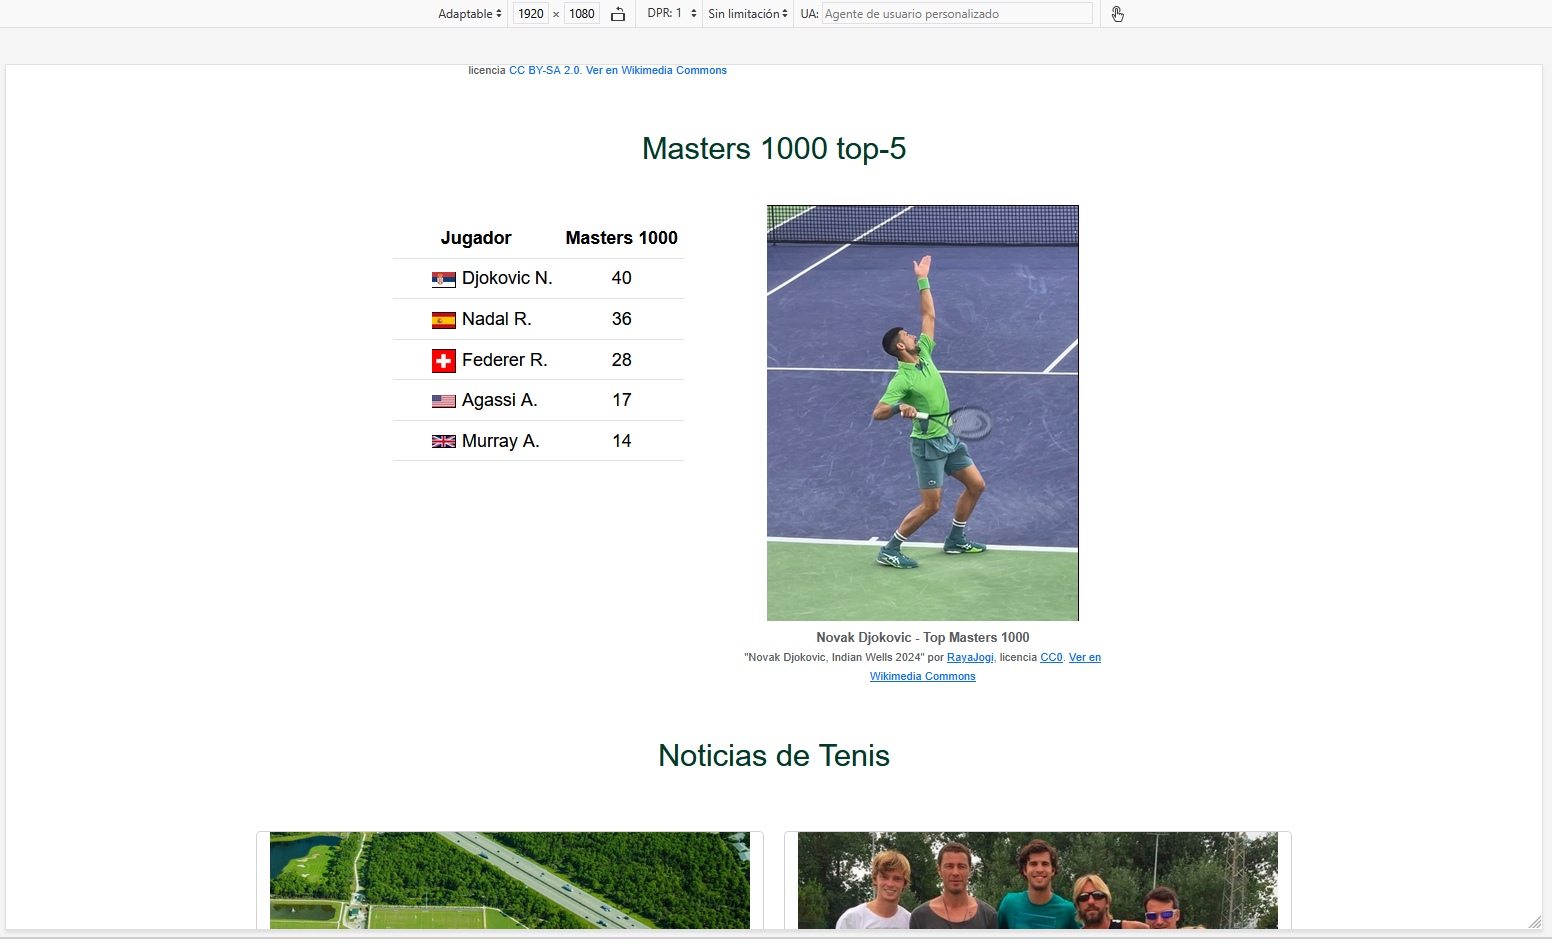 Adaptable 1920 × 1080 DPR: 1 Sin limitación UA: Agente de usuario personalizado
licencia CC BY-SA 2.0. Ver en Wikimedia Commons
Masters 1000 top-5
Jugador Masters 1000
Djokovic N. 40
Nadal R. 36
Federer R. 28
Agassi A. 17
Murray A. 14
Novak Djokovic - Top Masters 1000
"Novak Djokovic, Indian Wells 2024" por RayaJogi, licencia CC0. Ver en
Wikimedia Commons
Noticias de Tenis